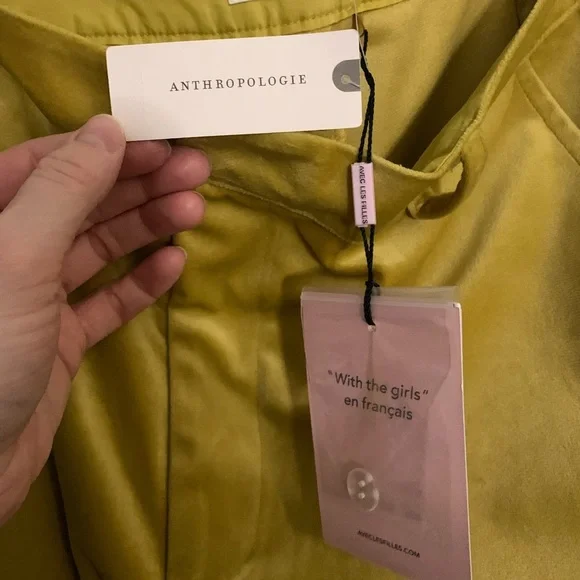 ANTHROPOLOGIE
AVEC LES FILLES
"With the girls"
en français
AVECLESFILLES.COM